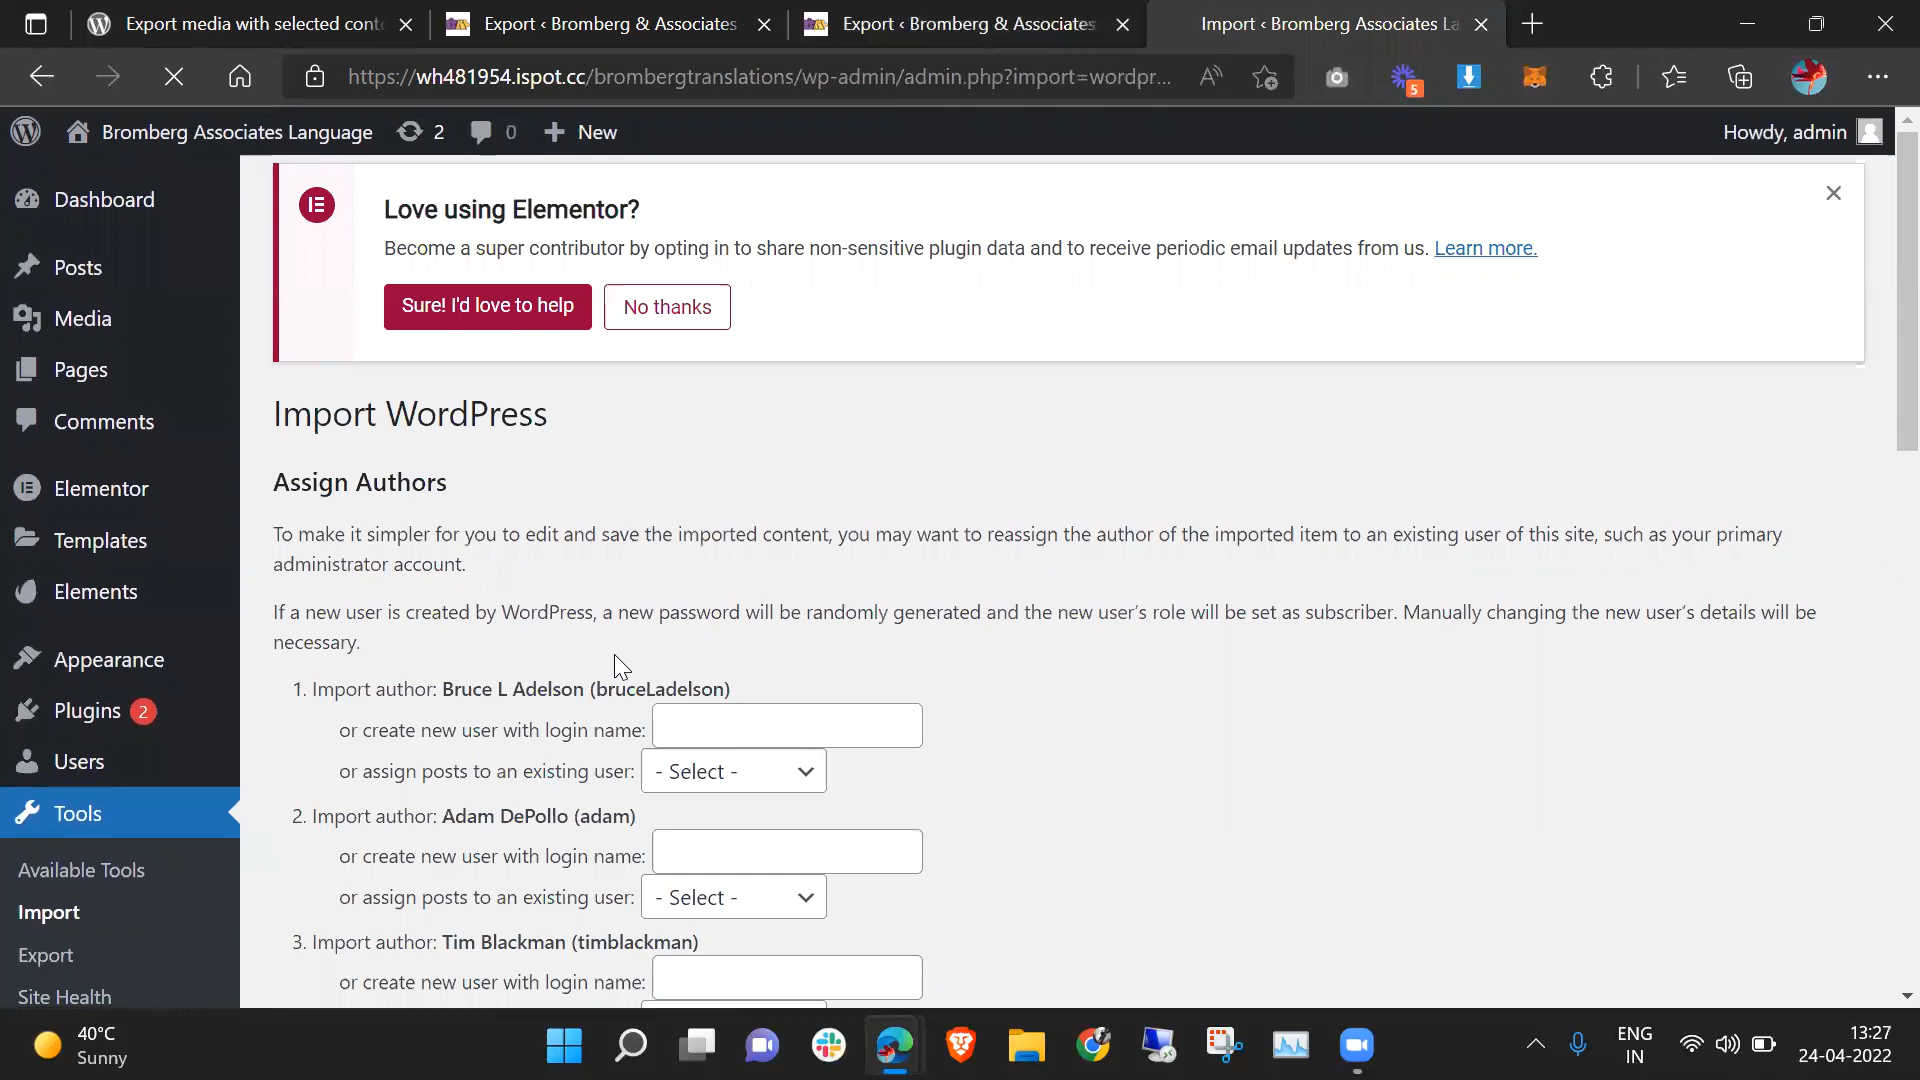 Export media with selected cont
Export ‹ Bromberg & Associates
Export ‹ Bromberg & Associates
Import ‹ Bromberg Associates La
https://wh481954.ispot.cc/brombergtranslations/wp-admin/admin.php?import=wordpr...
5
Bromberg Associates Language
2
0
New
Howdy, admin
Dashboard
Posts
Media
Pages
Comments
Elementor
Templates
Elements
Appearance
Plugins 2
Users
Tools
Available Tools
Import
Export
Site Health
Love using Elementor?
Become a super contributor by opting in to share non-sensitive plugin data and to receive periodic email updates from us. Learn more.
Sure! I'd love to help
No thanks
Import WordPress
Assign Authors
To make it simpler for you to edit and save the imported content, you may want to reassign the author of the imported item to an existing user of this site, such as your primary
administrator account.
If a new user is created by WordPress, a new password will be randomly generated and the new user's role will be set as subscriber. Manually changing the new user's details will be
necessary.
1. Import author: Bruce L Adelson (bruceLadelson)
or create new user with login name:
or assign posts to an existing user: - Select -
2. Import author: Adam DePollo (adam)
or create new user with login name:
or assign posts to an existing user: - Select -
3. Import author: Tim Blackman (timblackman)
or create new user with login name:
40°C
Sunny
ENG
IN
13:27
24-04-2022